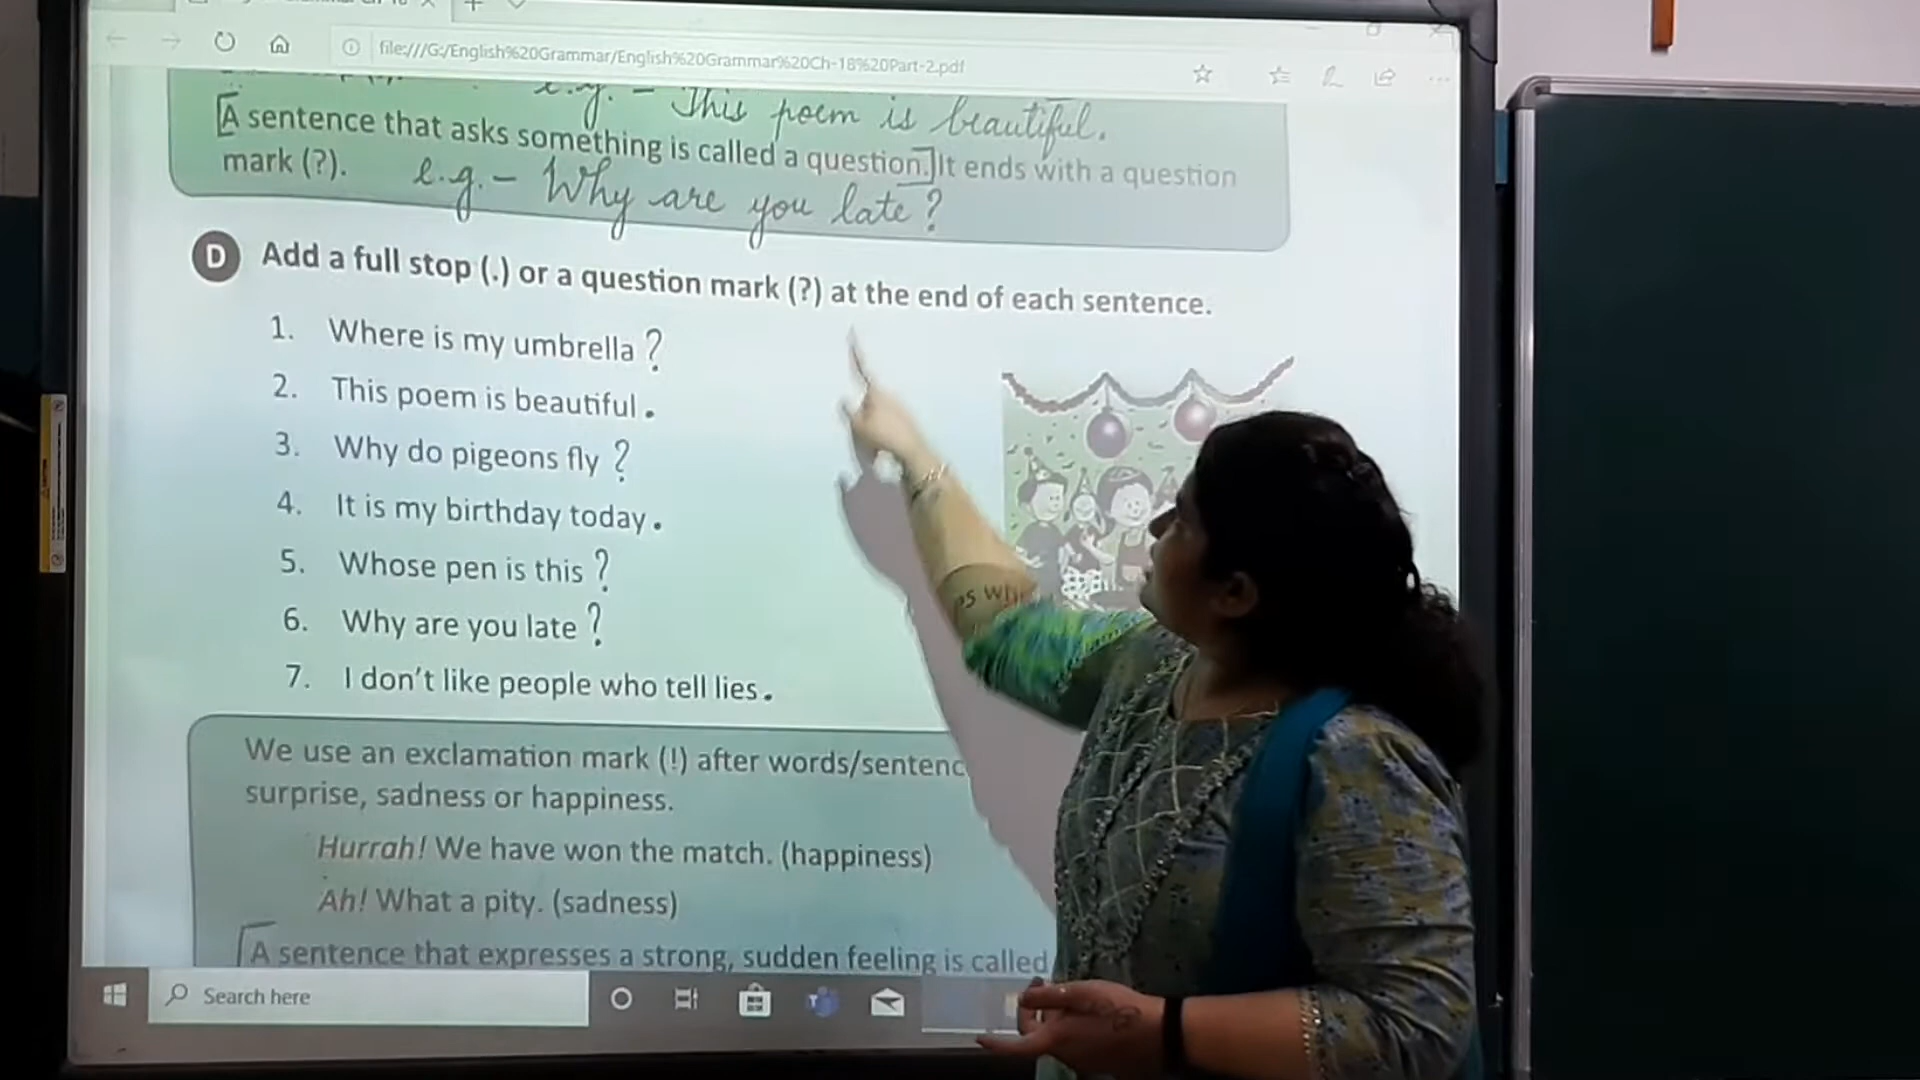 file:///G:/English%20Grammar/English%20Grammar%20Ch-18%20Part-2.pdf
e.g. - This poem is beautiful.
A sentence that asks something is called a question. It ends with a question
mark (?). e.g. - Why are you late ?
D Add a full stop (.) or a question mark (?) at the end of each sentence.
1. Where is my umbrella ?
2. This poem is beautiful .
3. Why do pigeons fly ?
4. It is my birthday today .
5. Whose pen is this ?
6. Why are you late ?
7. I don't like people who tell lies .
We use an exclamation mark (!) after words/sentenc
surprise, sadness or happiness.
Hurrah! We have won the match. (happiness)
Ah! What a pity. (sadness)
A sentence that expresses a strong, sudden feeling is called
Search here